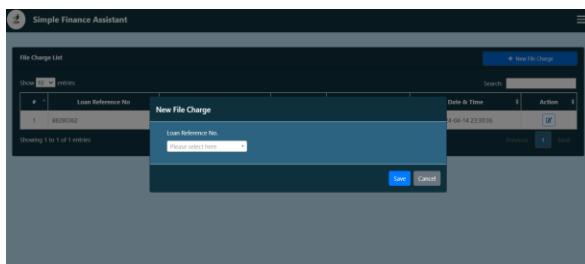 Simple Finance Assistant
File Charge List
+ New File Charge
Show 10 entries
Search:
#
Loan Reference No
Date & Time
Action
New File Charge
1
Loan Reference No.
Please select here
Showing 1 to 1 of 1 entries
Previous 1 Next
Save Cancel